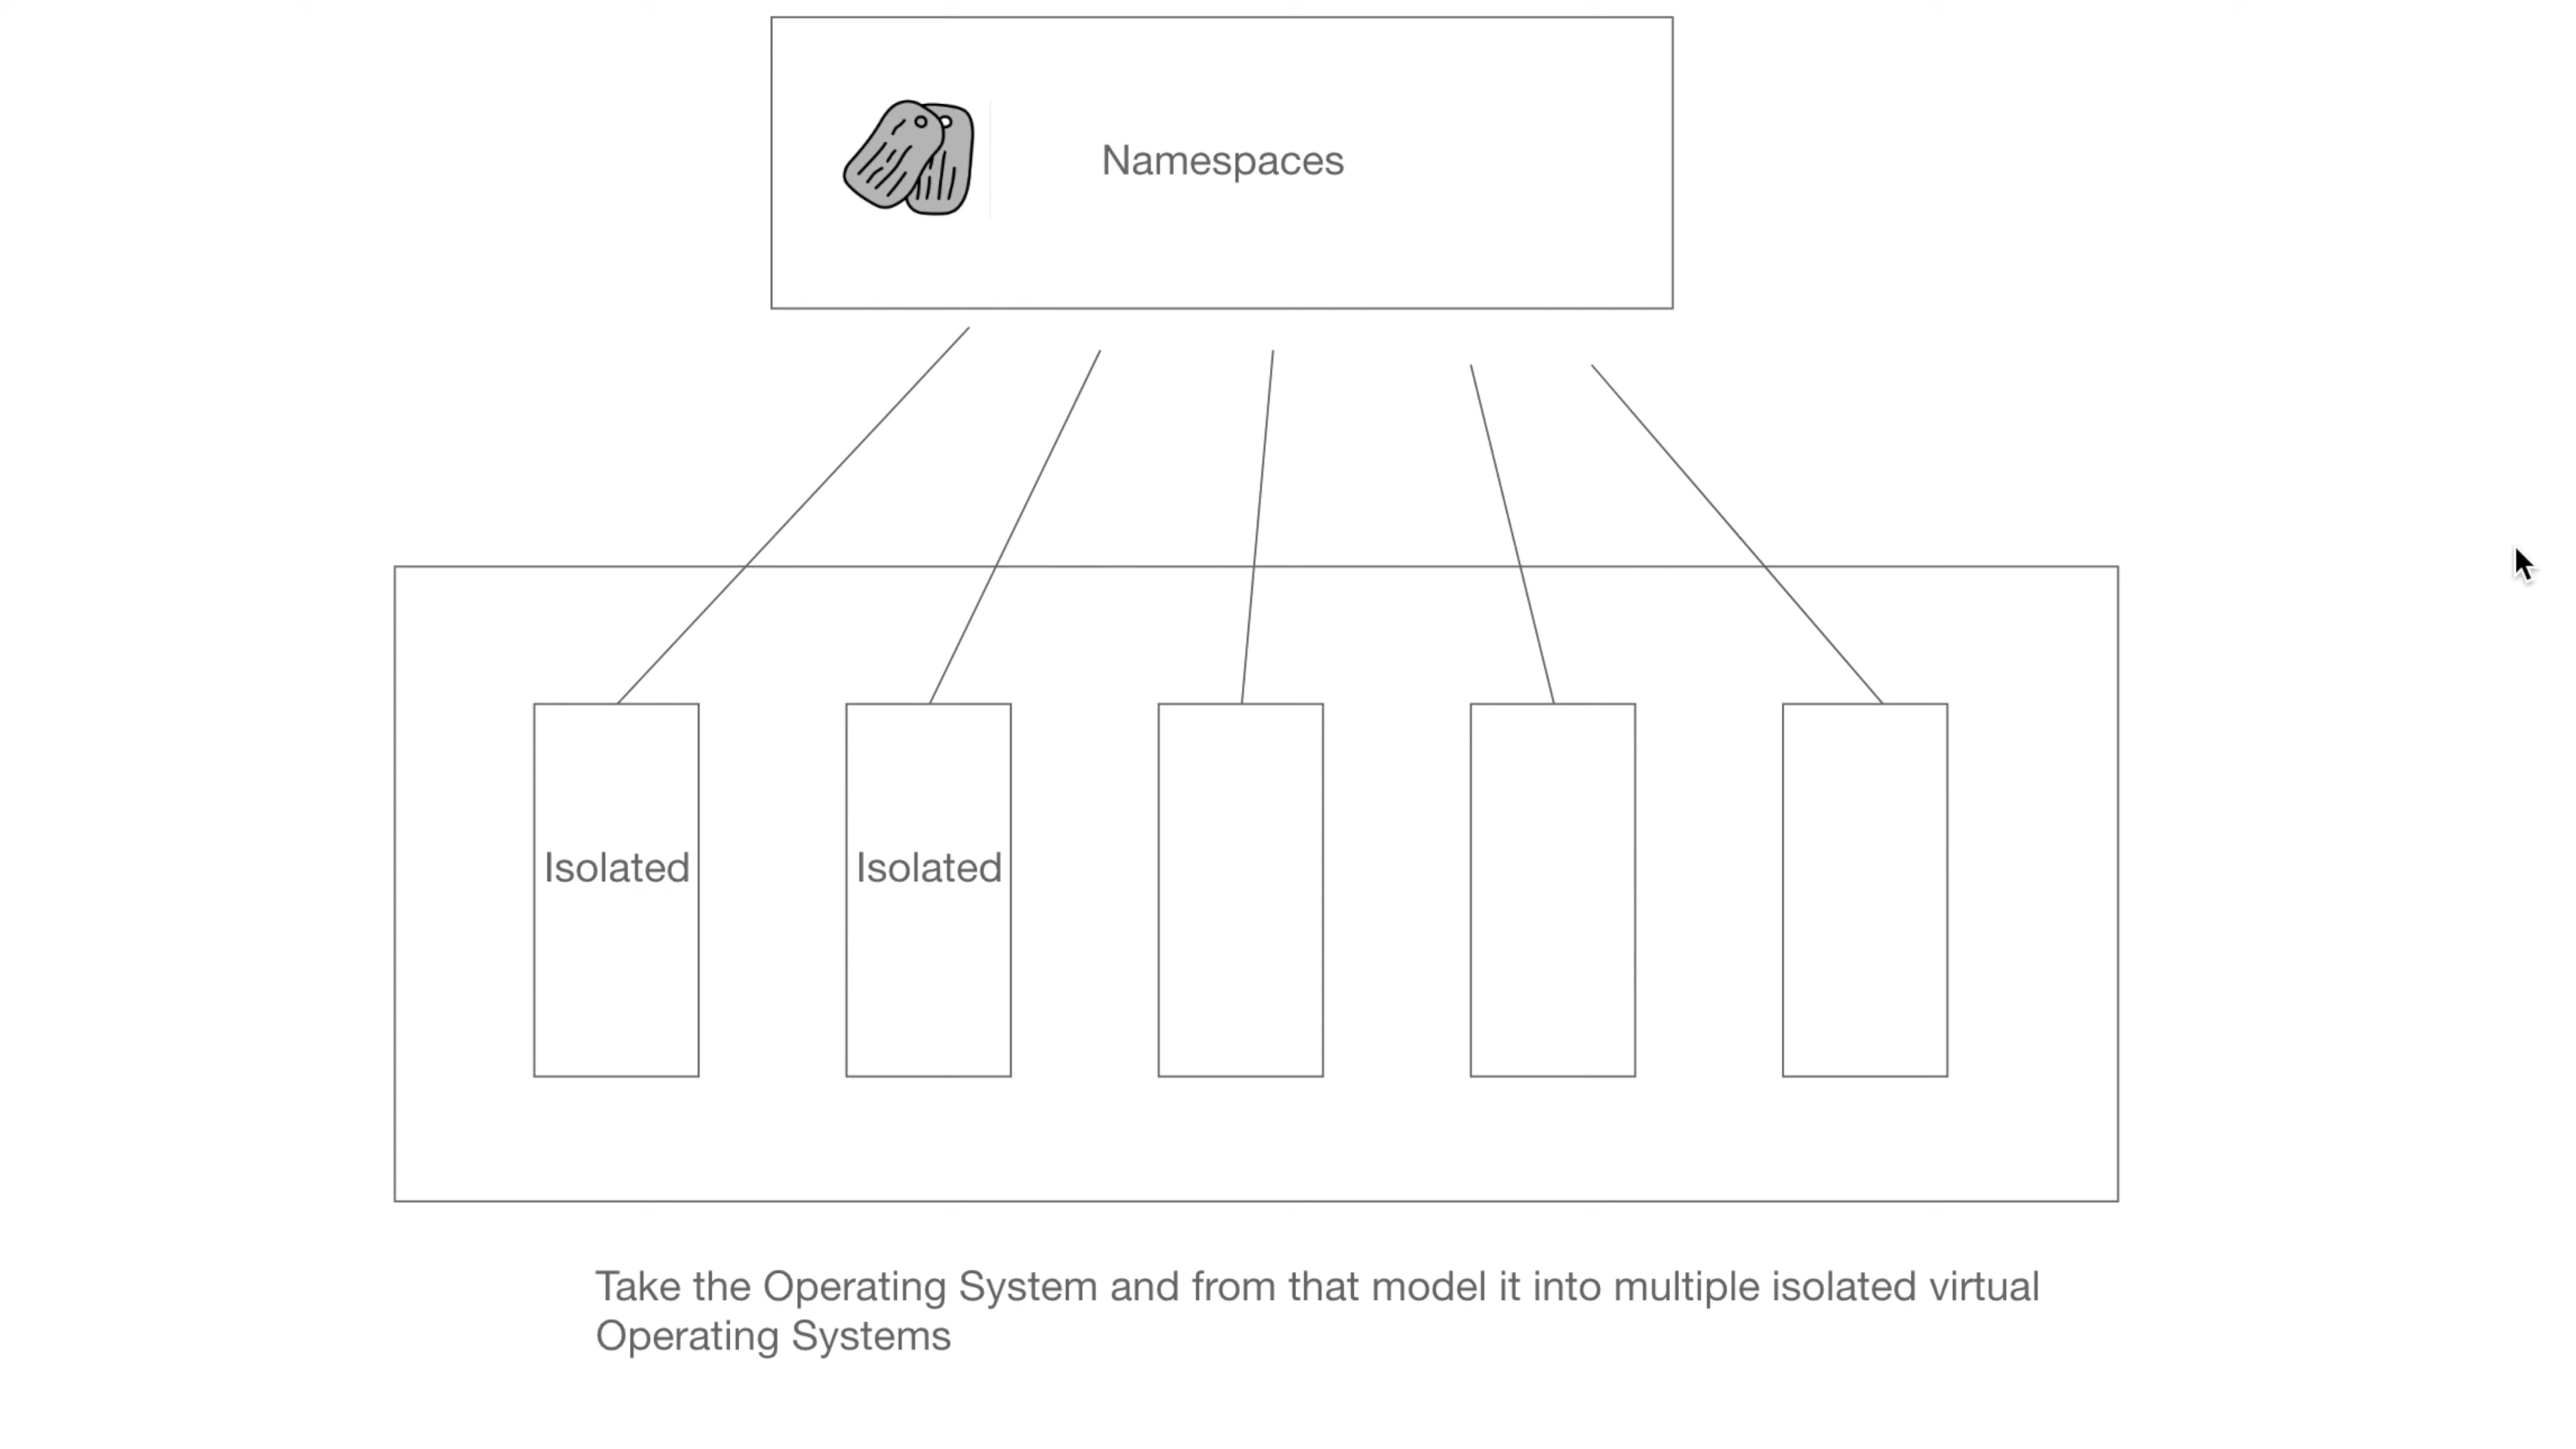 Namespaces
Isolated
Isolated
Take the Operating System and from that model it into multiple isolated virtual
Operating Systems